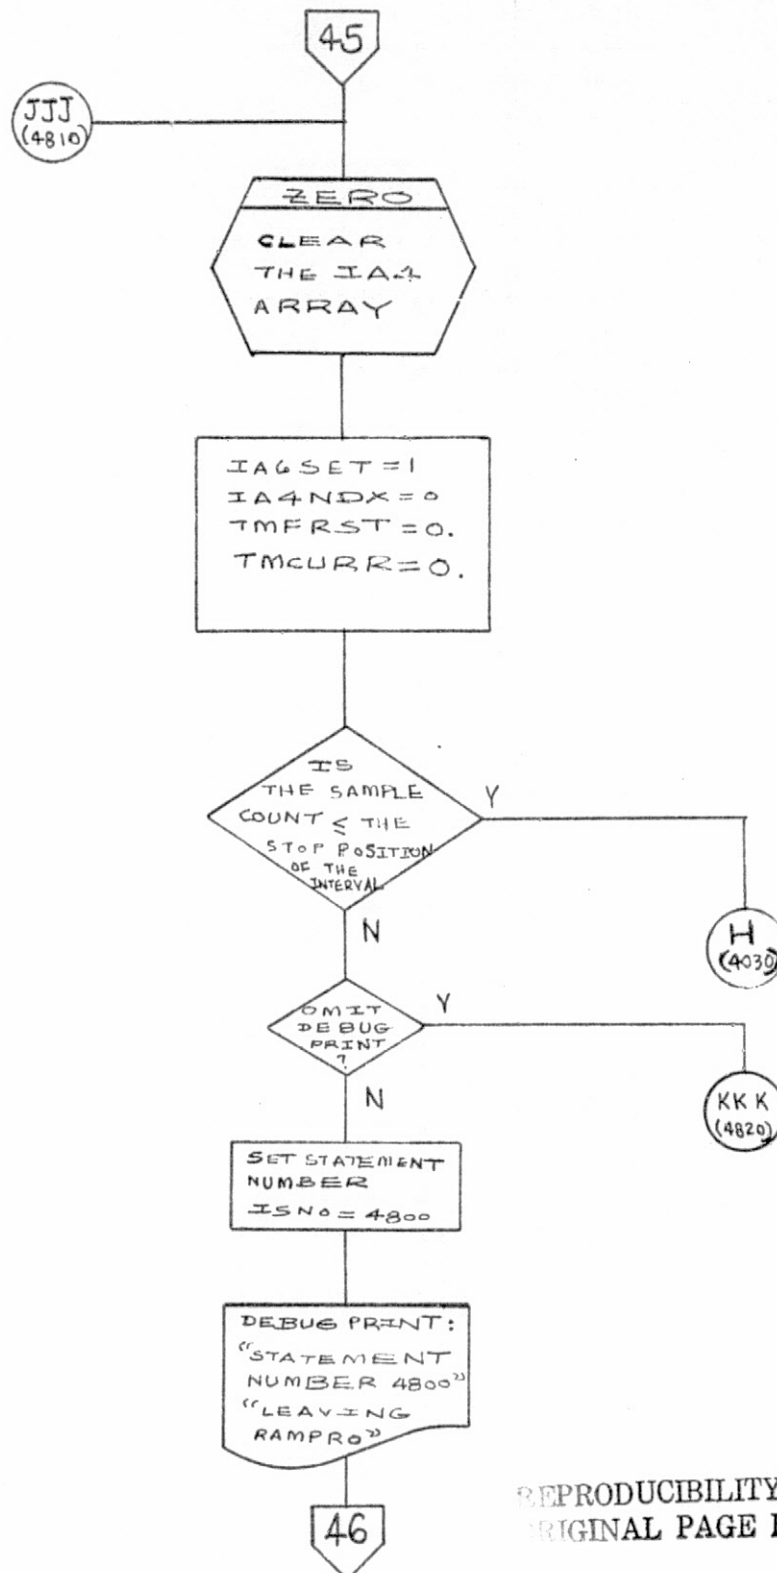 45
JJJ
(4810)
ZERO
CLEAR
THE IA4
ARRAY
IA6SET=1
IA4NDX=0
TMFRST=0.
TMCURR=0.
IS
THE SAMPLE
COUNT ≤ THE
STOP POSITION
OF THE
INTERVAL
Y
N
H
(4030)
OMIT
DEBUG
PRINT
?
Y
N
KKK
(4820)
SET STATEMENT
NUMBER
ISNO=4800
DEBUG PRINT:
"STATEMENT
NUMBER 4800"
"LEAVING
RAMPRO"
46
REPRODUCIBILITY
ORIGINAL PAGE